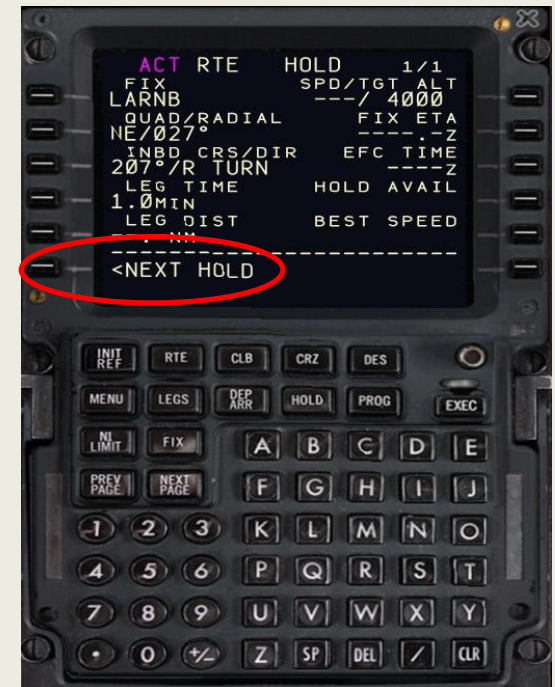 ACT RTE HOLD 1/1
FIX SPD/TGT ALT
LARNB ---/ 4000
QUAD/RADIAL FIX ETA
NE/027° ----.-Z
INBD CRS/DIR EFC TIME
207°/R TURN ----Z
LEG TIME HOLD AVAIL
1.0MIN
LEG DIST BEST SPEED
--.- NM
------------------------
<NEXT HOLD
INIT REF RTE CLB CRZ DES
MENU LEGS DEP ARR HOLD PROG EXEC
N1 LIMIT FIX A B C D E
PREV PAGE NEXT PAGE F G H I J
1 2 3 K L M N O
4 5 6 P Q R S T
7 8 9 U V W X Y
. 0 +/- Z SP DEL / CLR